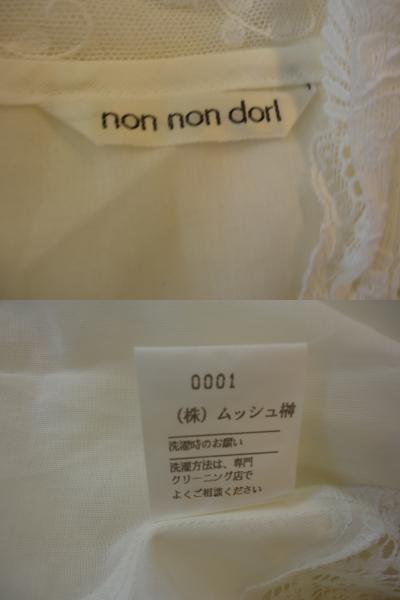 non non dorl
0001
（株）ムッシュ榊
洗濯時のお願い
洗濯方法は、専門
クリーニング店で
よくご相談ください